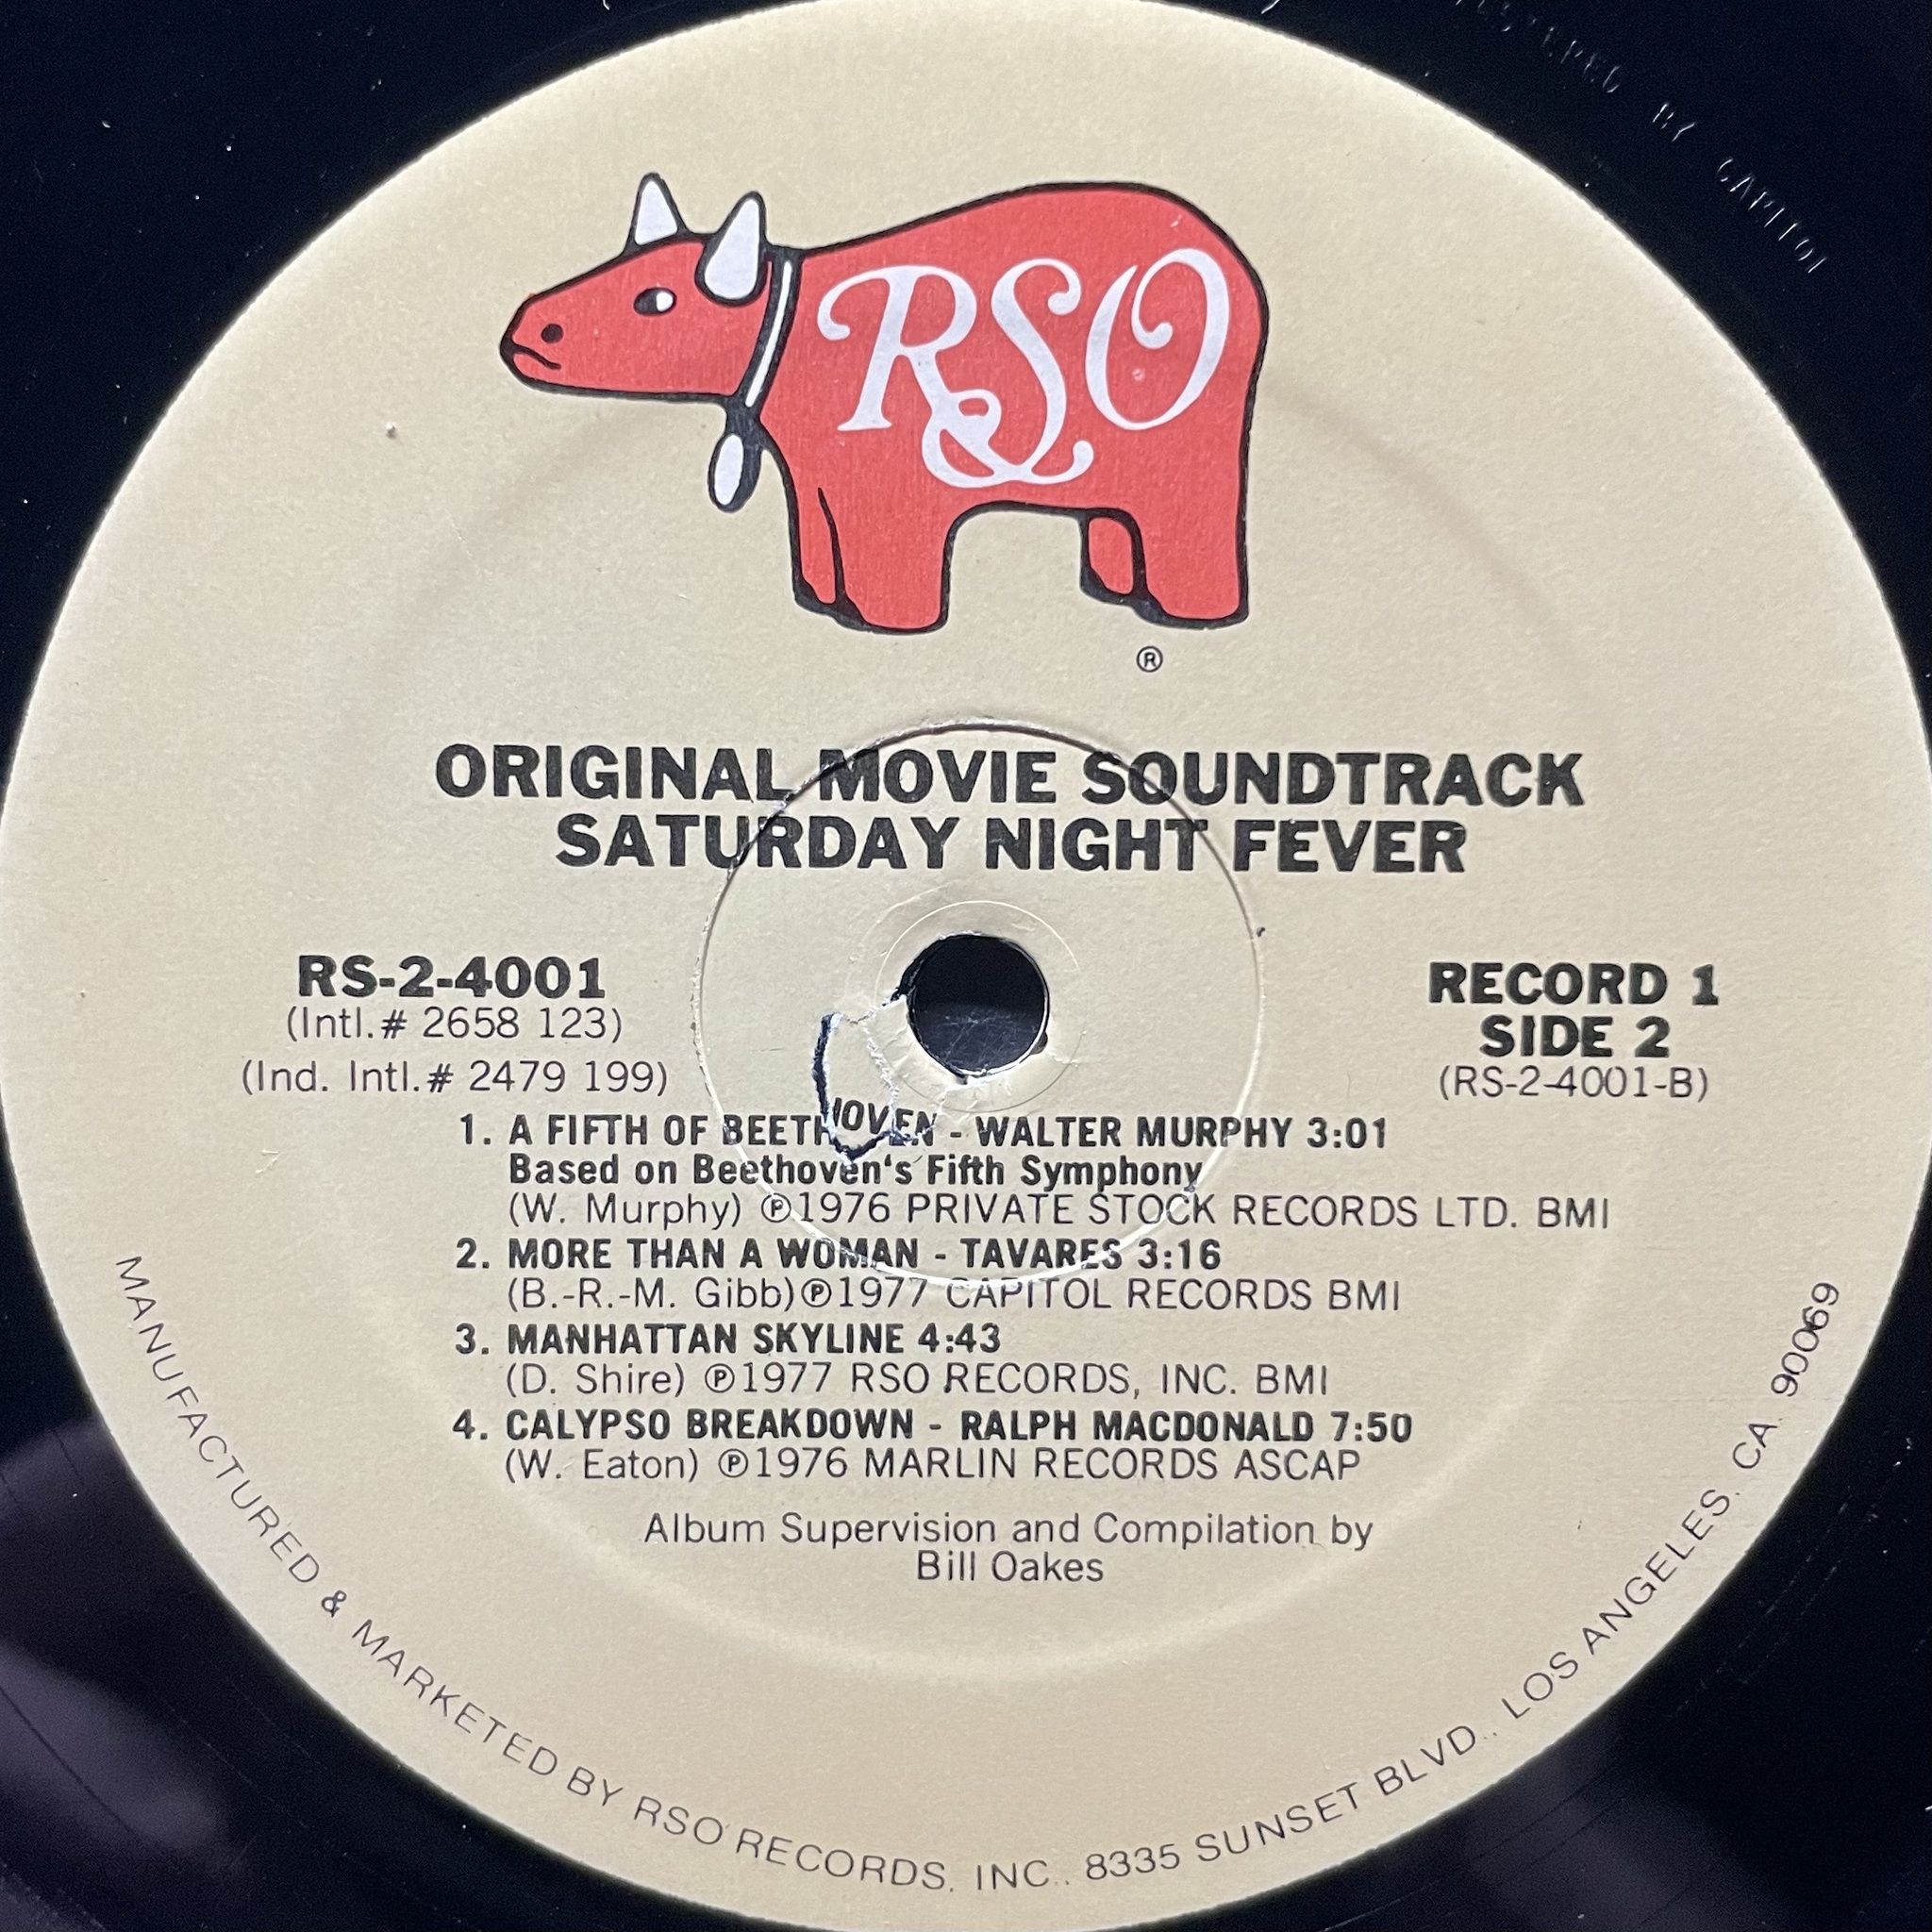 MASTERED BY CAPITOL
RSO
®
ORIGINAL MOVIE SOUNDTRACK
SATURDAY NIGHT FEVER
RS-2-4001
(Intl.# 2658 123)
(Ind. Intl.# 2479 199)
RECORD 1
SIDE 2
(RS-2-4001-B)
1. A FIFTH OF BEETHOVEN - WALTER MURPHY 3:01
Based on Beethoven's Fifth Symphony
(W. Murphy) ℗1976 PRIVATE STOCK RECORDS LTD. BMI
2. MORE THAN A WOMAN - TAVARES 3:16
(B.-R.-M. Gibb)℗1977 CAPITOL RECORDS BMI
3. MANHATTAN SKYLINE 4:43
(D. Shire) ℗1977 RSO RECORDS, INC. BMI
4. CALYPSO BREAKDOWN - RALPH MACDONALD 7:50
(W. Eaton) ℗1976 MARLIN RECORDS ASCAP
Album Supervision and Compilation by
Bill Oakes
MANUFACTURED & MARKETED BY RSO RECORDS, INC., 8335 SUNSET BLVD., LOS ANGELES, CA. 90069